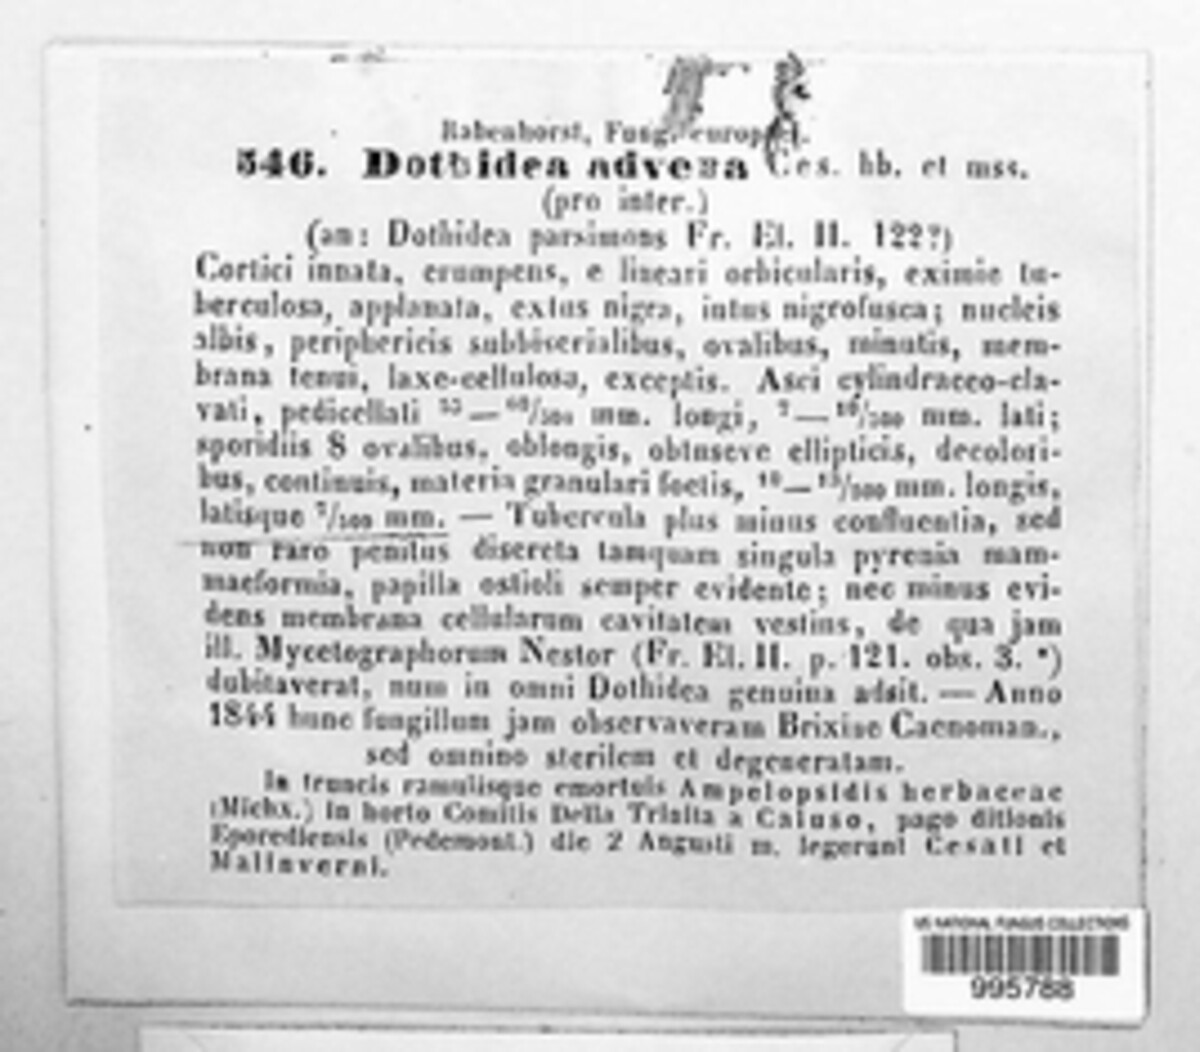 Rabenhorst, Fung. europaei.
546. Dothidea advena Ces. hb. et mss.
(pro inter.)
(an: Dothidea parsimons Fr. El. II. 122?)
Cortici innata, erumpens, e lineari orbicularis, eximie tu-
berculosa, applanata, extus nigra, intus nigrofusca; nucleis
albis, periphericis subbiserialibus, ovalibus, minutis, mem-
brana tenui, laxe-cellulosa, exceptis. Asci cylindraceo-cla-
vati, pedicellati mm. longi, mm. lati;
sporidiis 8 ovalibus, oblongis, obtuseve ellipticis, decolori-
bus, continuis, materia granulari foetis, mm. longis,
latisque mm. — Tubercula plus minus confluentia, sed
non raro penitus discreta tamquam singula pyrenia mam-
maeformia, papilla ostioli semper evidente; nec minus evi-
dens membrana cellularum cavitatem vestiens, de qua jam
ill. Mycetographorum Nestor (Fr. El. II. p. 121. obs. 3. *)
dubitaverat, num in omni Dothidea genuina adsit. — Anno
1844 hunc fungillum jam observaveram Brixiae Caenoman.,
sed omnino sterilem et degeneratam.
In truncis ramulisque emortuis Ampelopsidis herbaceae
(Michx.) in horto Comitis Della Trinita a Caluso, pago ditionis
Eporediensis (Pedemont.) die 2 Augusti m. legerunt Cesati et
Malinverni.
US NATIONAL FUNGUS COLLECTIONS
995788